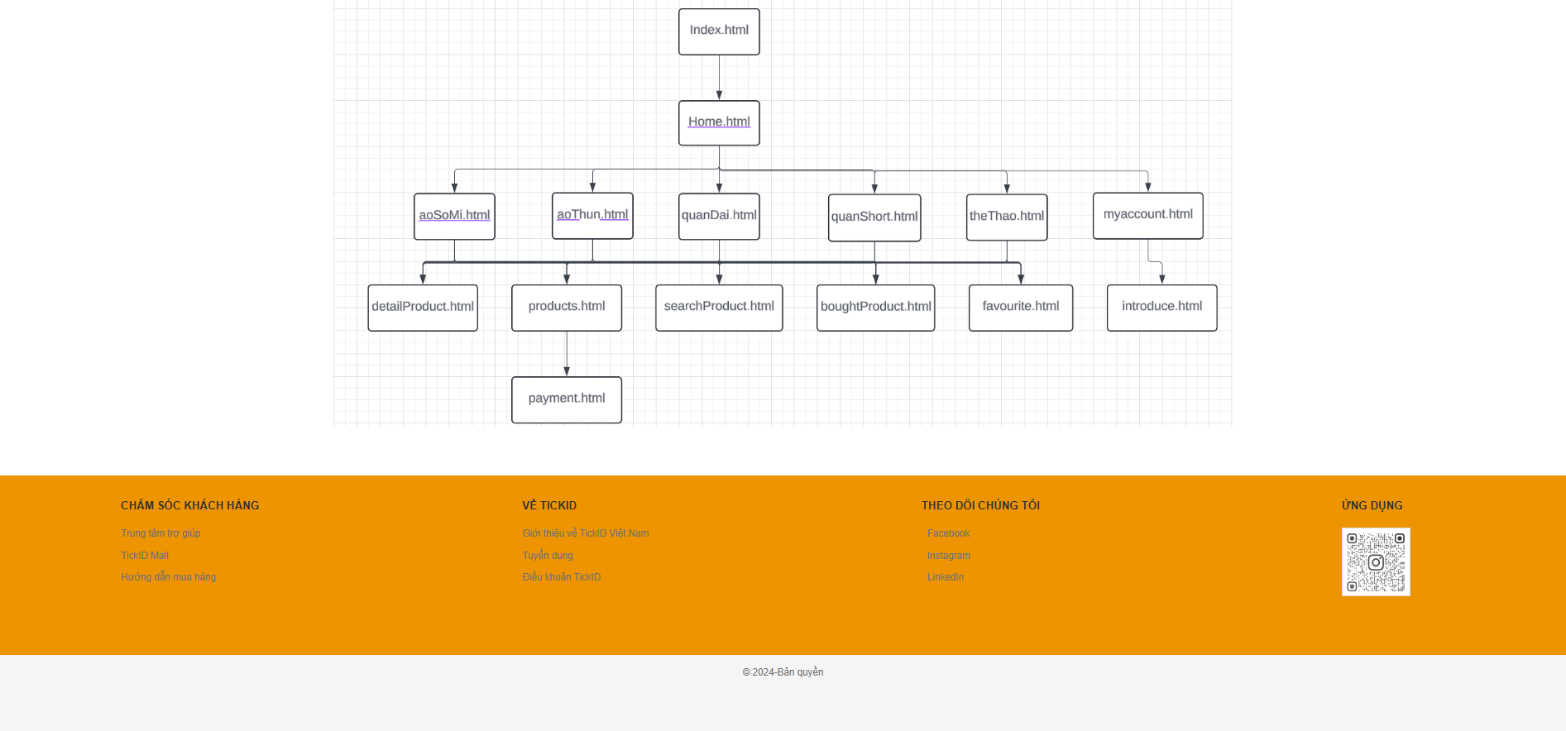 Index.html
Home.html
aoSoMi.html
aoThun.html
quanDai.html
quanShort.html
theThao.html
myaccount.html
detailProduct.html
products.html
searchProduct.html
boughtProduct.html
favourite.html
introduce.html
payment.html
CHĂM SÓC KHÁCH HÀNG
Trung tâm trợ giúp
TickID Mall
Hướng dẫn mua hàng
VỀ TICKID
Giới thiệu về TickID Việt Nam
Tuyển dụng
Điều khoản TickID
THEO DÕI CHÚNG TÔI
Facebook
Instagram
LinkedIn
ỨNG DỤNG
© 2024-Bản quyền